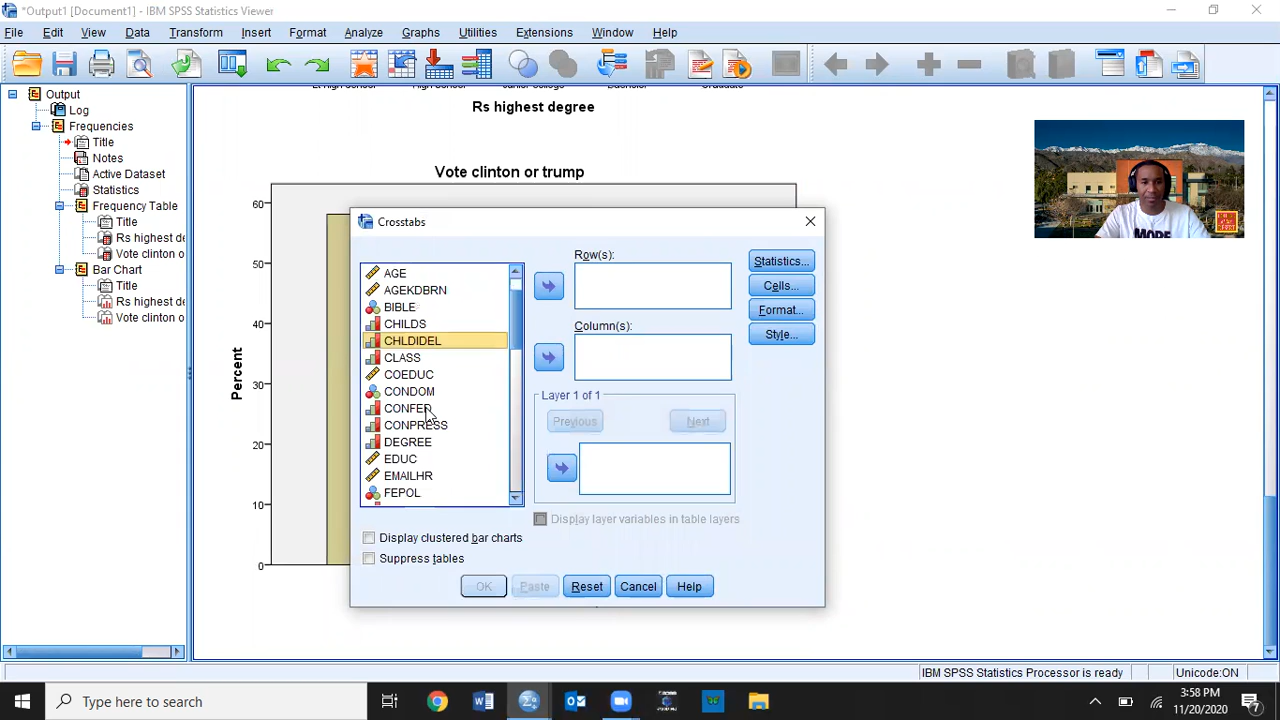 *Output1 [Document1] - IBM SPSS Statistics Viewer
File Edit View Data Transform Insert Format Analyze Graphs Utilities Extensions Window Help
Output
Log
Frequencies
Title
Notes
Active Dataset
Statistics
Frequency Table
Title
Rs highest de
Vote clinton o
Bar Chart
Title
Rs highest de
Vote clinton o
Rs highest degree
Vote clinton or trump
Percent
60
50
40
30
20
10
0
Crosstabs
AGE
AGEKDBRN
BIBLE
CHILDS
CHLDIDEL
CLASS
COEDUC
CONDOM
CONFED
CONPRESS
DEGREE
EDUC
EMAILHR
FEPOL
Row(s):
Column(s):
Layer 1 of 1
Previous Next
Display layer variables in table layers
Statistics...
Cells...
Format...
Style...
Display clustered bar charts
Suppress tables
OK Paste Reset Cancel Help
MORE
IBM SPSS Statistics Processor is ready Unicode:ON
Type here to search
3:58 PM
11/20/2020
7